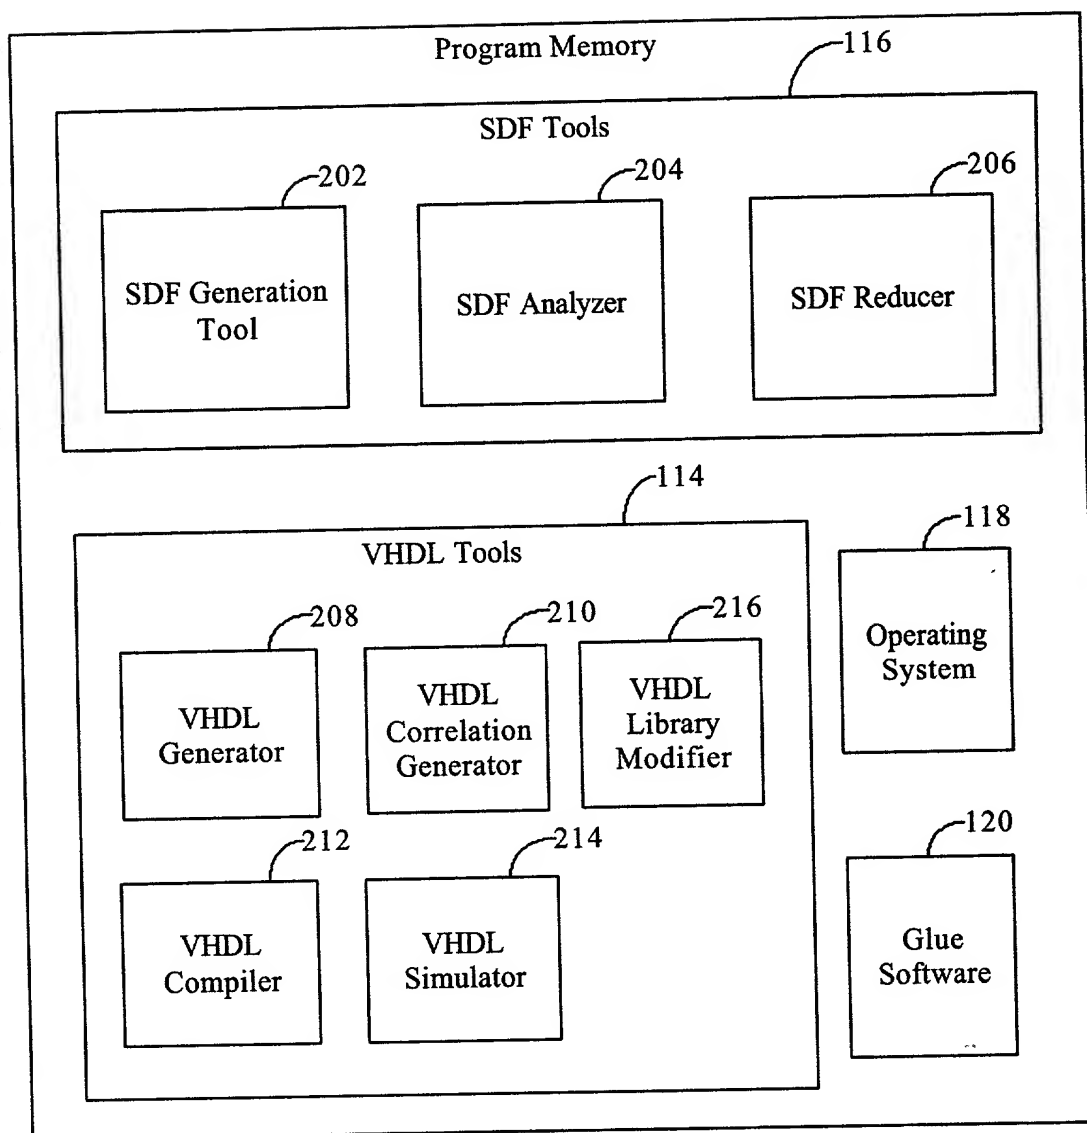 Program Memory
116
SDF Tools
202
204
206
SDF Generation
Tool
SDF Analyzer
SDF Reducer
114
VHDL Tools
118
Operating
System
208
210
216
VHDL
Generator
VHDL
Correlation
Generator
VHDL
Library
Modifier
212
214
120
VHDL
Compiler
VHDL
Simulator
Glue
Software